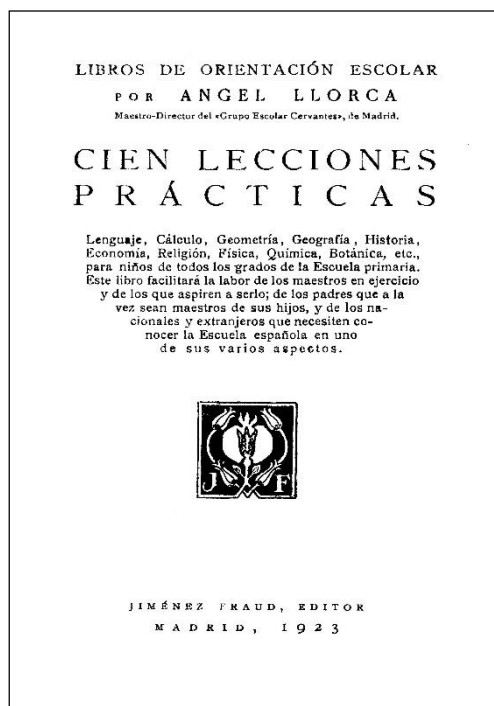 LIBROS DE ORIENTACIÓN ESCOLAR
POR ANGEL LLORCA
Maestro-Director del «Grupo Escolar Cervantes», de Madrid.
CIEN LECCIONES
PRÁCTICAS
Lenguaje, Cálculo, Geometría, Geografía, Historia,
Economía, Religión, Física, Química, Botánica, etc.,
para niños de todos los grados de la Escuela primaria.
Este libro facilitará la labor de los maestros en ejercicio
y de los que aspiren a serlo; de los padres que a la
vez sean maestros de sus hijos, y de los na-
cionales y extranjeros que necesiten co-
nocer la Escuela española en uno
de sus varios aspectos.
J F
JIMÉNEZ FRAUD, EDITOR
MADRID, 1923